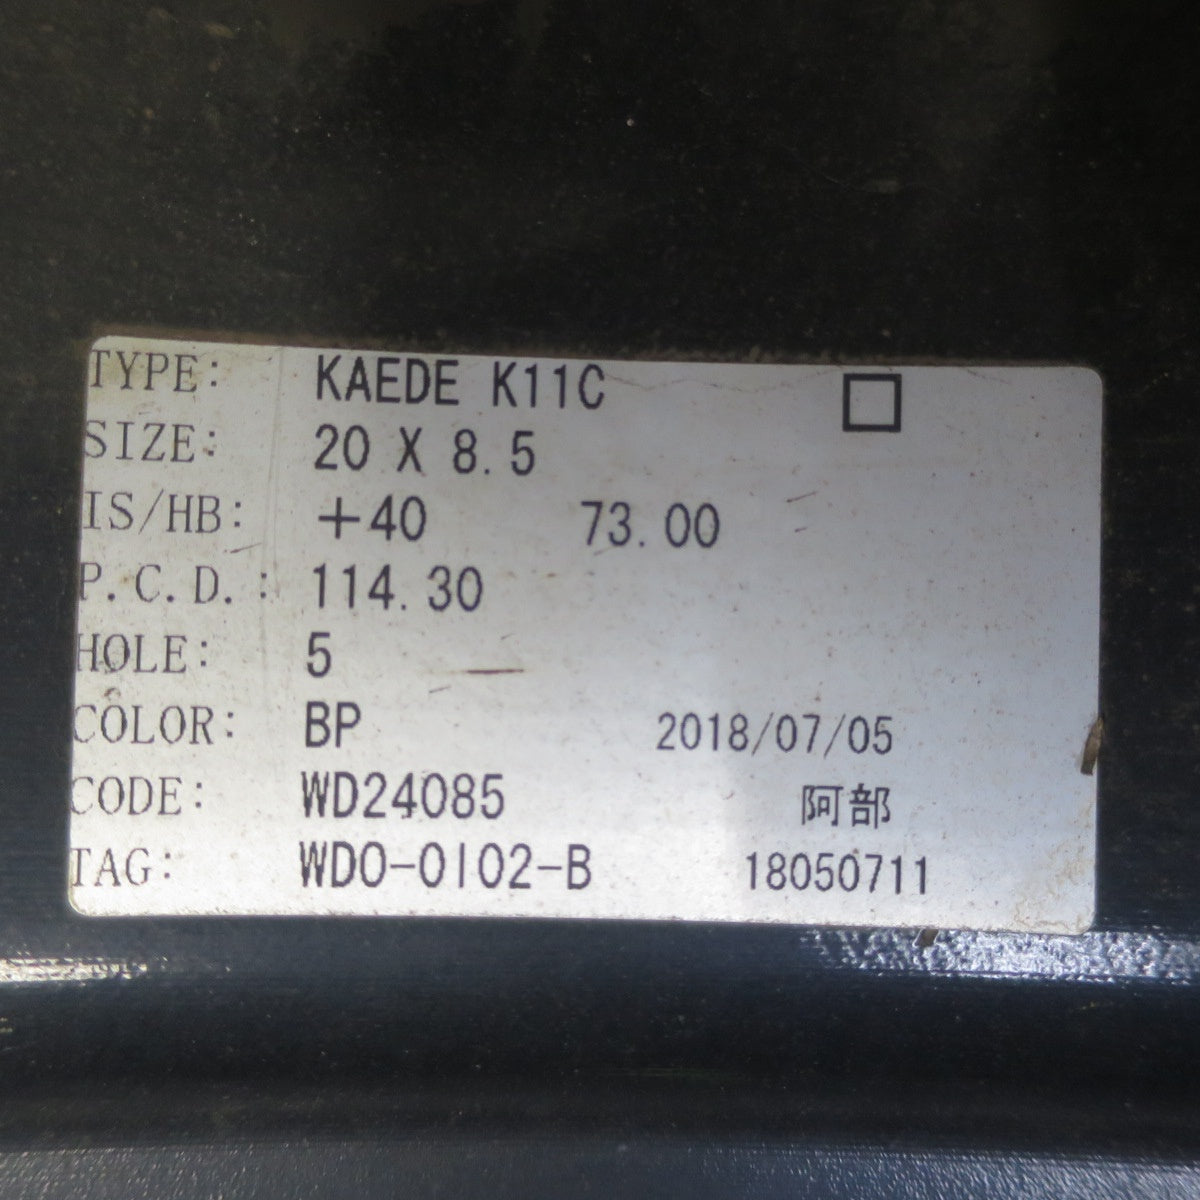 TYPE: KAEDE K11C □
SIZE: 20 X 8.5
IS/HB: +40 73.00
P.C.D.: 114.30
HOLE: 5
COLOR: BP 2018/07/05
CODE: WD24085 阿部
TAG: WDO-0102-B 18050711